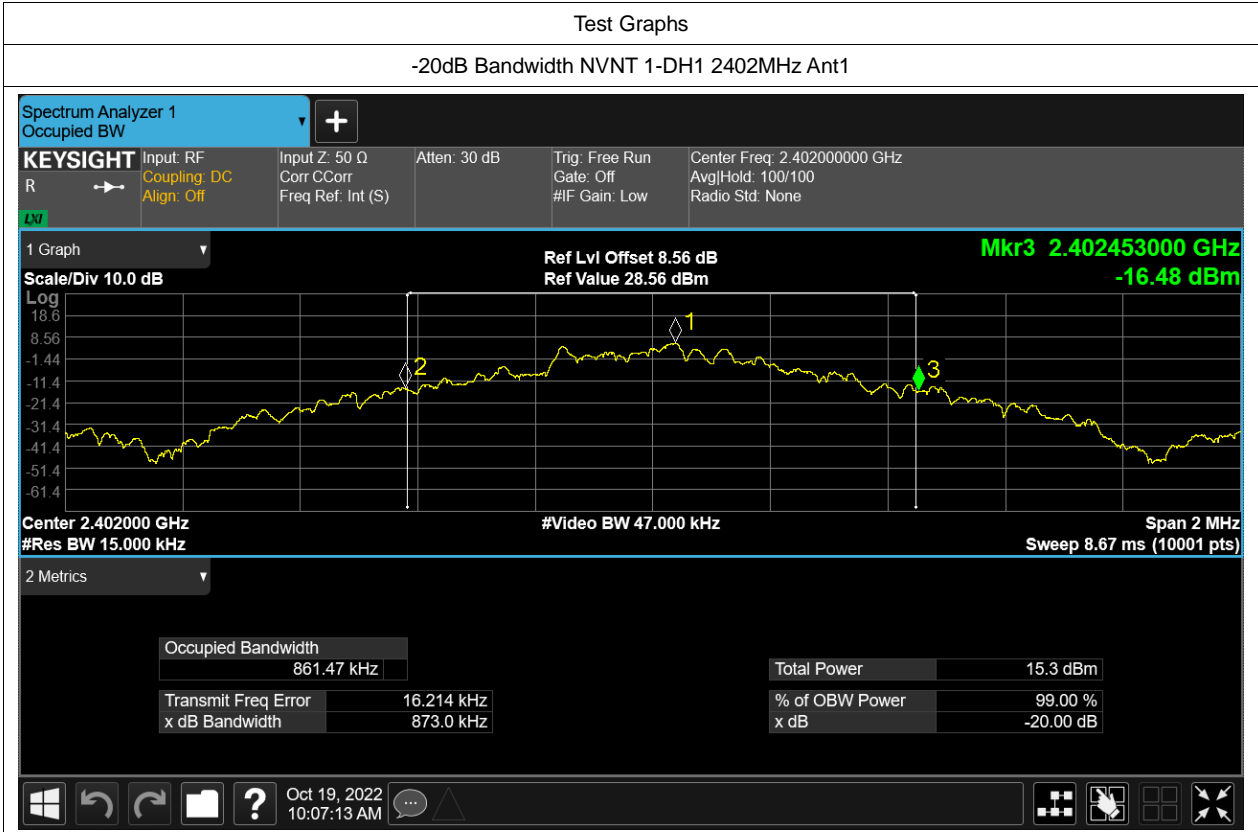 Test Graphs
-20dB Bandwidth NVNT 1-DH1 2402MHz Ant1
Spectrum Analyzer 1
Occupied BW
+
KEYSIGHT
R
LXI
Input: RF
Coupling: DC
Align: Off
Input Z: 50 Ω
Corr CCorr
Freq Ref: Int (S)
Atten: 30 dB
Trig: Free Run
Gate: Off
#IF Gain: Low
Center Freq: 2.402000000 GHz
Avg|Hold: 100/100
Radio Std: None
1 Graph
Scale/Div 10.0 dB
Ref Lvl Offset 8.56 dB
Ref Value 28.56 dBm
Mkr3 2.402453000 GHz
-16.48 dBm
Log
18.6
8.56
-1.44
-11.4
-21.4
-31.4
-41.4
-51.4
-61.4
1
2
3
Center 2.402000 GHz
#Res BW 15.000 kHz
#Video BW 47.000 kHz
Span 2 MHz
Sweep 8.67 ms (10001 pts)
2 Metrics
Occupied Bandwidth
861.47 kHz
Transmit Freq Error 16.214 kHz
x dB Bandwidth 873.0 kHz
Total Power 15.3 dBm
% of OBW Power 99.00 %
x dB -20.00 dB
?
Oct 19, 2022
10:07:13 AM